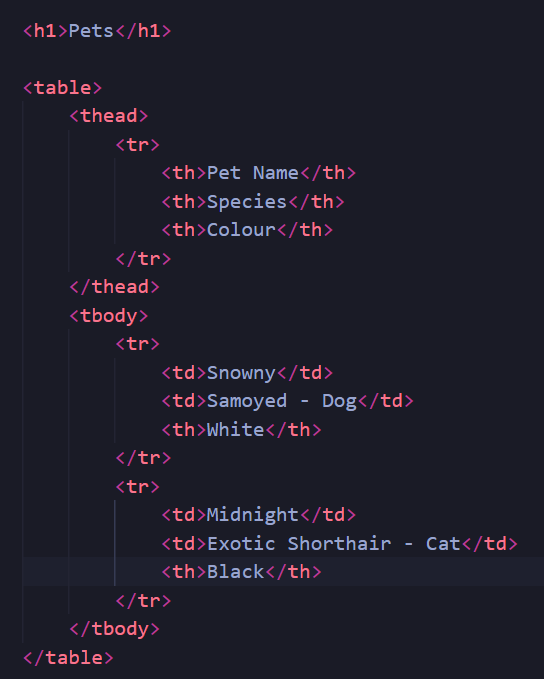 <h1>Pets</h1>

<table>
    <thead>
        <tr>
            <th>Pet Name</th>
            <th>Species</th>
            <th>Colour</th>
        </tr>
    </thead>
    <tbody>
        <tr>
            <td>Snowny</td>
            <td>Samoyed - Dog</td>
            <th>White</th>
        </tr>
        <tr>
            <td>Midnight</td>
            <td>Exotic Shorthair - Cat</td>
            <th>Black</th>
        </tr>
    </tbody>
</table>